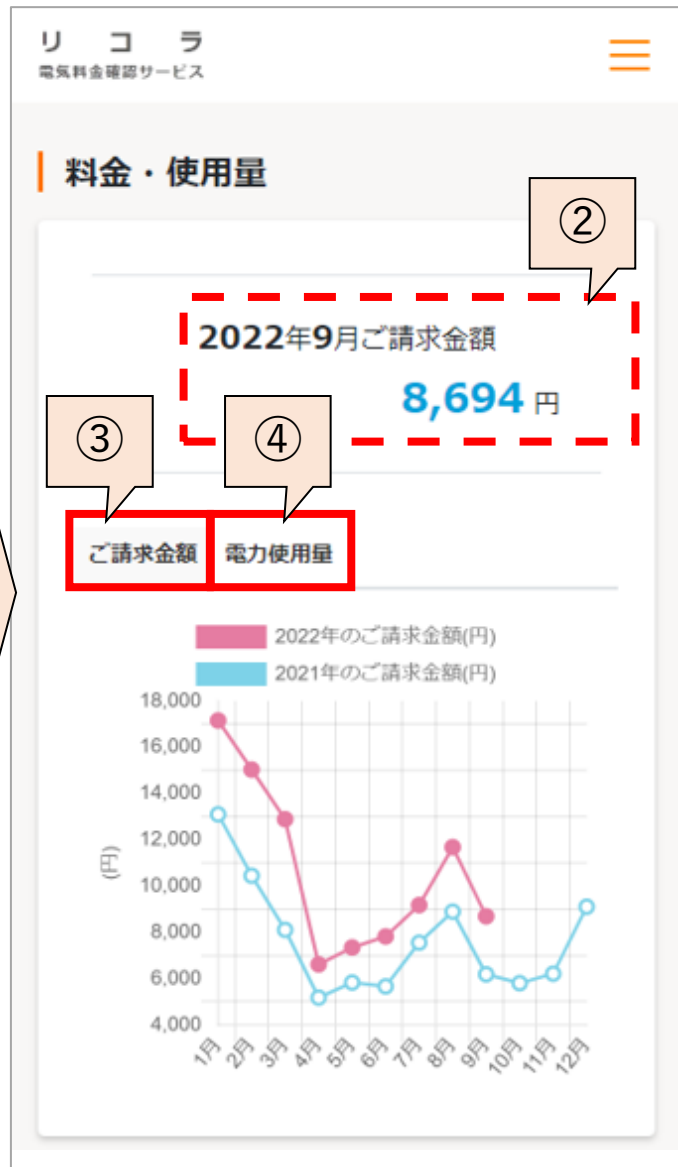 リコラ
電気料金確認サービス
料金・使用量
②
2022年9月ご請求金額
8,694 円
③
④
ご請求金額
電力使用量
2022年のご請求金額(円)
2021年のご請求金額(円)
18,000
16,000
14,000
12,000
(円)
10,000
8,000
6,000
4,000
1月 2月 3月 4月 5月 6月 7月 8月 9月 10月 11月 12月